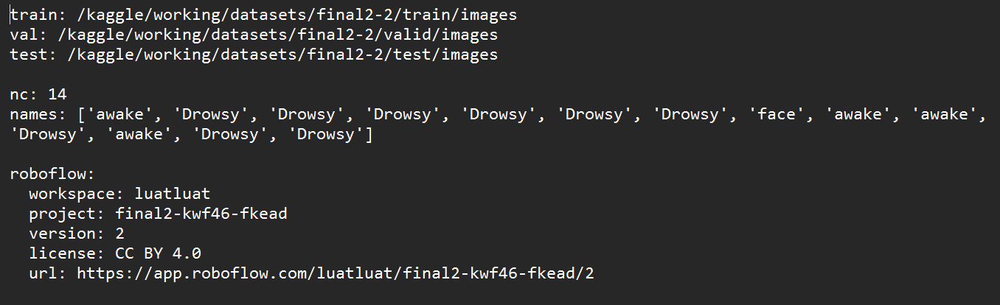 train: /kaggle/working/datasets/final2-2/train/images
val: /kaggle/working/datasets/final2-2/valid/images
test: /kaggle/working/datasets/final2-2/test/images
nc: 14
names: ['awake', 'Drowsy', 'Drowsy', 'Drowsy', 'Drowsy', 'Drowsy', 'Drowsy', 'face', 'awake', 'awake',
'Drowsy', 'awake', 'Drowsy', 'Drowsy']
roboflow:
  workspace: luatluat
  project: final2-kwf46-fkead
  version: 2
  license: CC BY 4.0
  url: https://app.roboflow.com/luatluat/final2-kwf46-fkead/2